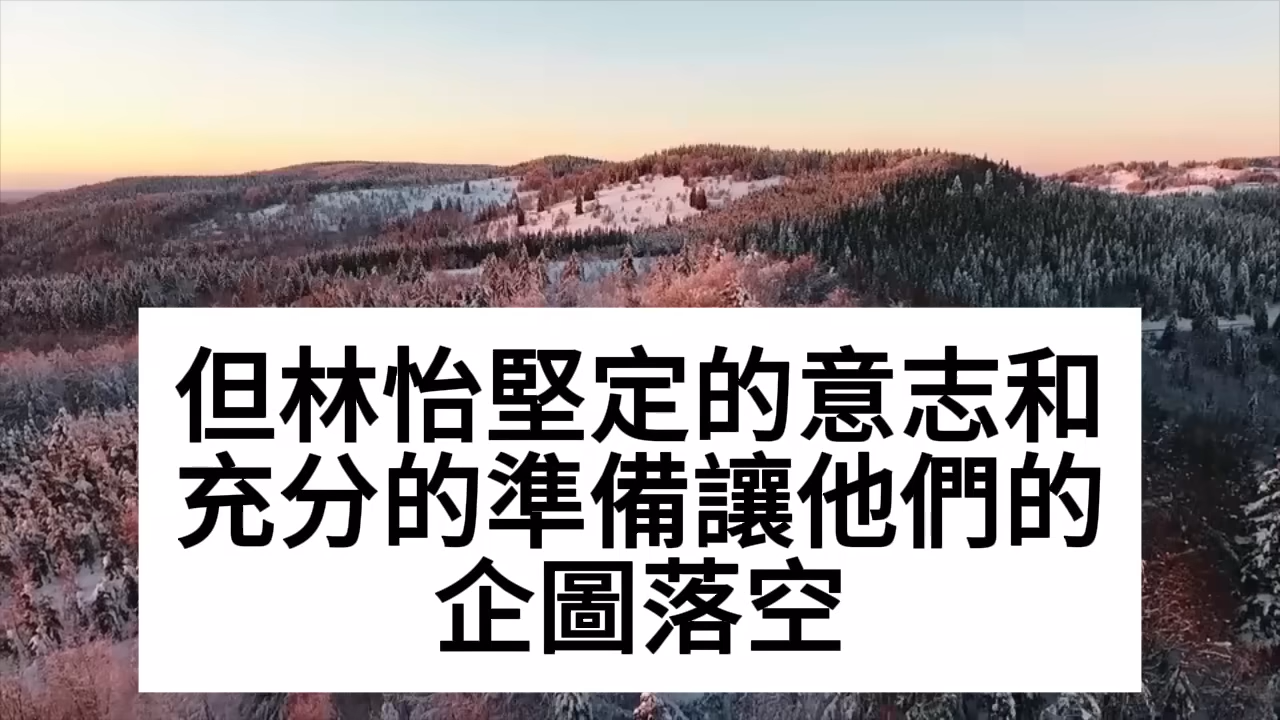 但林怡堅定的意志和
充分的準備讓他們的
企圖落空